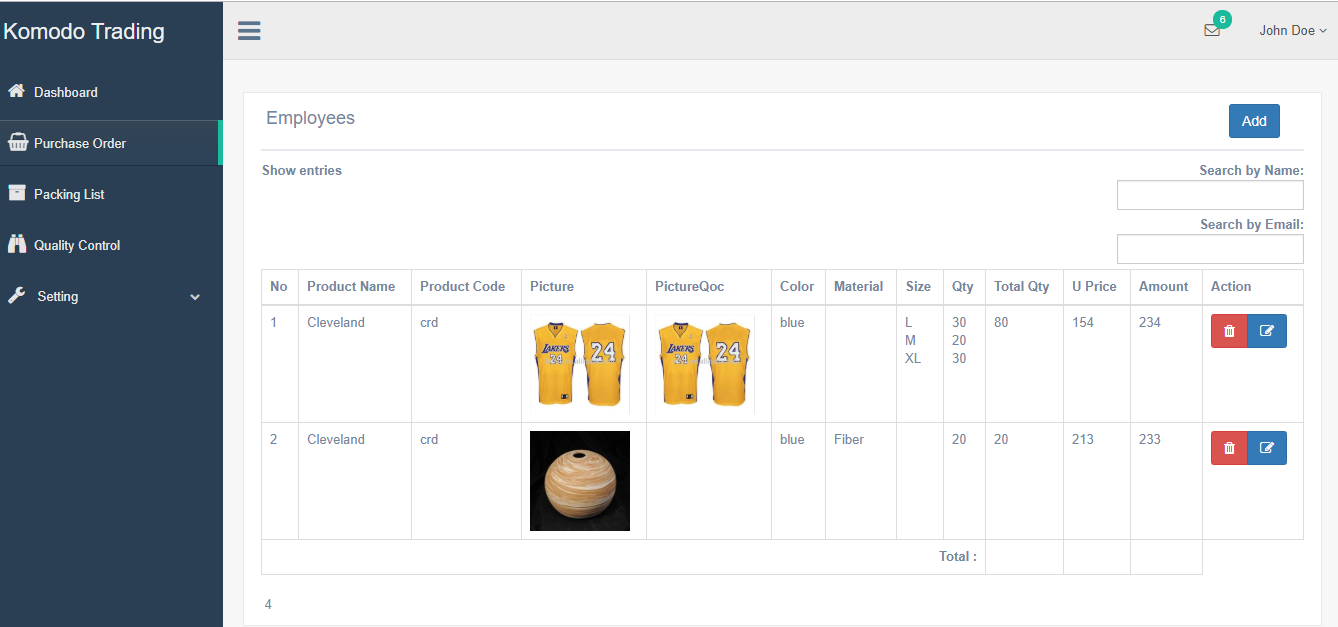 Komodo Trading
6
John Doe
Dashboard
Purchase Order
Packing List
Quality Control
Setting
Employees
Add
Show entries
Search by Name:
Search by Email:
No Product Name Product Code Picture PictureQoc Color Material Size Qty Total Qty U Price Amount Action
1 Cleveland crd LAKERS 24 24 LAKERS 24 24 blue L 30 80 154 234
M 20
XL 30
2 Cleveland crd blue Fiber 20 20 213 233
Total :
4